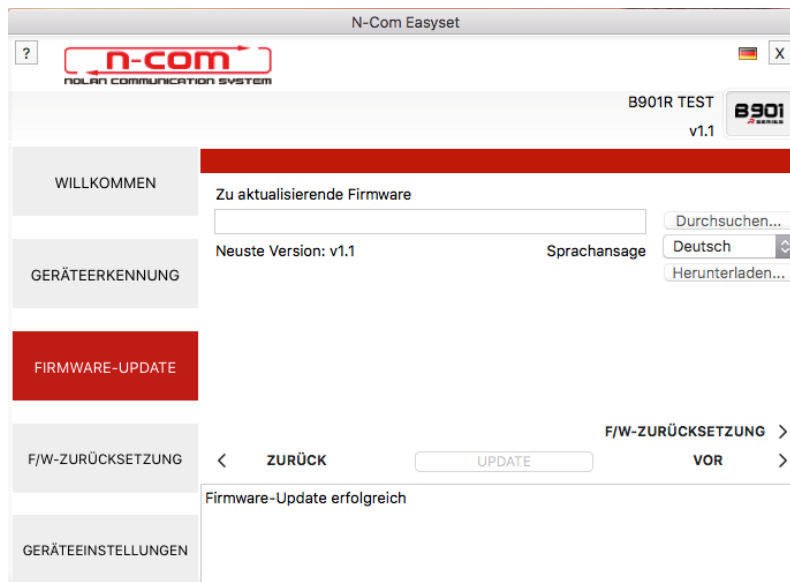 N-Com Easyset
?
n-com
NOLAN COMMUNICATION SYSTEM
X
B901R TEST
v1.1
B901
R SERIES
WILLKOMMEN
GERÄTEERKENNUNG
FIRMWARE-UPDATE
F/W-ZURÜCKSETZUNG
GERÄTEEINSTELLUNGEN
Zu aktualisierende Firmware
Durchsuchen...
Neuste Version: v1.1 Sprachansage Deutsch
Herunterladen...
F/W-ZURÜCKSETZUNG >
< ZURÜCK UPDATE VOR >
Firmware-Update erfolgreich